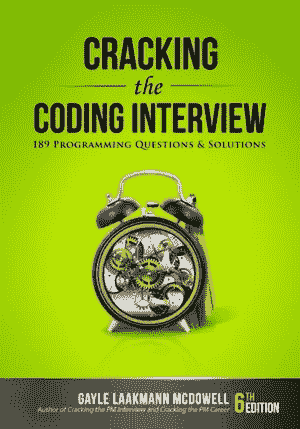 CRACKING
the
CODING INTERVIEW
189 PROGRAMMING QUESTIONS & SOLUTIONS
GAYLE LAAKMANN MCDOWELL
Author of Cracking the PM Interview and Cracking the PM Career
6TH
EDITION